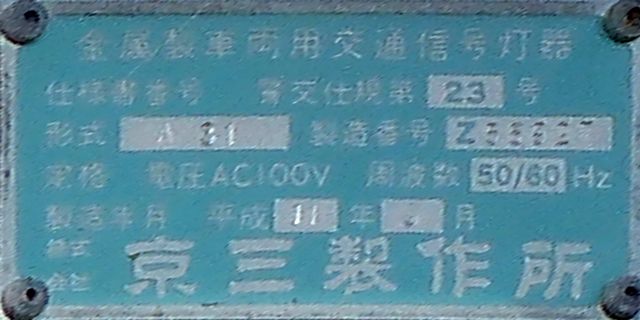 金属製車両用交通信号灯器
仕様書番号 警交仕規第 23 号
形式 A 31 製造番号
定格 電圧AC100V 周波数 50/60 Hz
製造年月 平成 11 年 月
株式会社 京三製作所